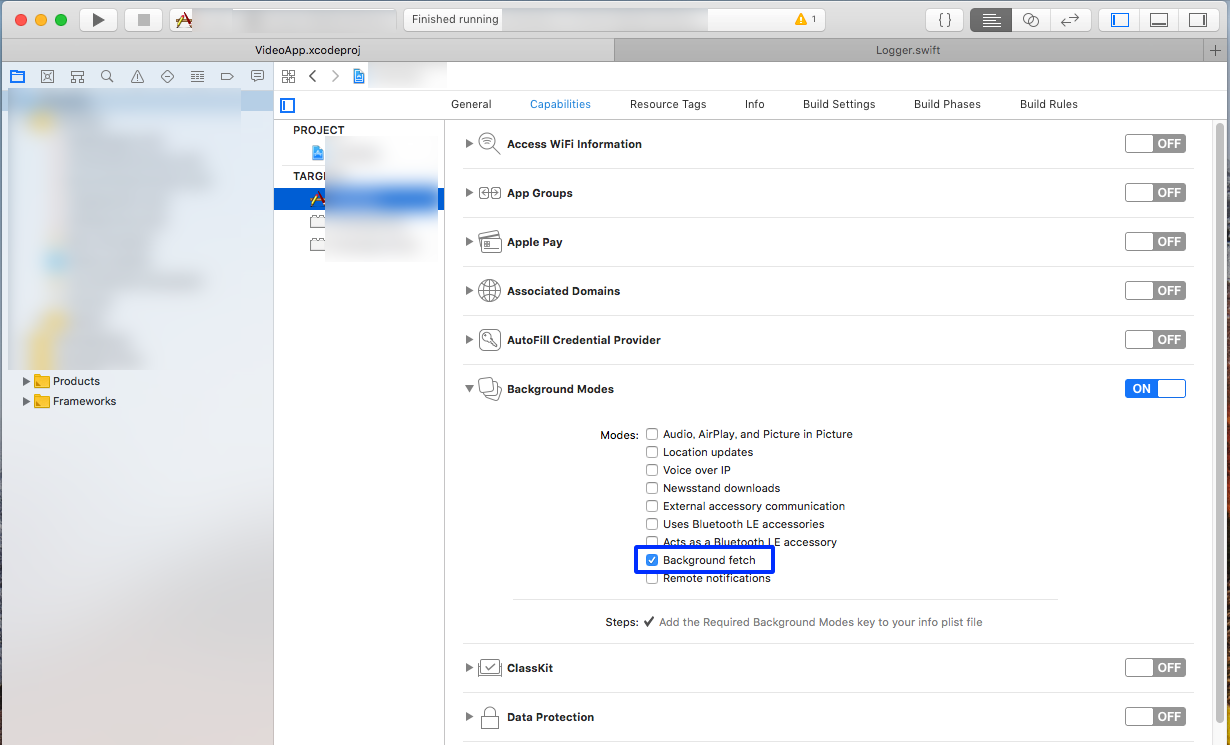 Finished running
1
VideoApp.xcodeproj
Logger.swift
General
Capabilities
Resource Tags
Info
Build Settings
Build Phases
Build Rules
Products
Frameworks
PROJECT
Access WiFi Information
OFF
App Groups
OFF
Apple Pay
OFF
Associated Domains
OFF
AutoFill Credential Provider
OFF
Background Modes
ON
Modes:
Audio, AirPlay, and Picture in Picture
Location updates
Voice over IP
Newsstand downloads
External accessory communication
Uses Bluetooth LE accessories
Acts as a Bluetooth LE accessory
Background fetch
Remote notifications
Steps: ✔ Add the Required Background Modes key to your info plist file
ClassKit
OFF
Data Protection
OFF